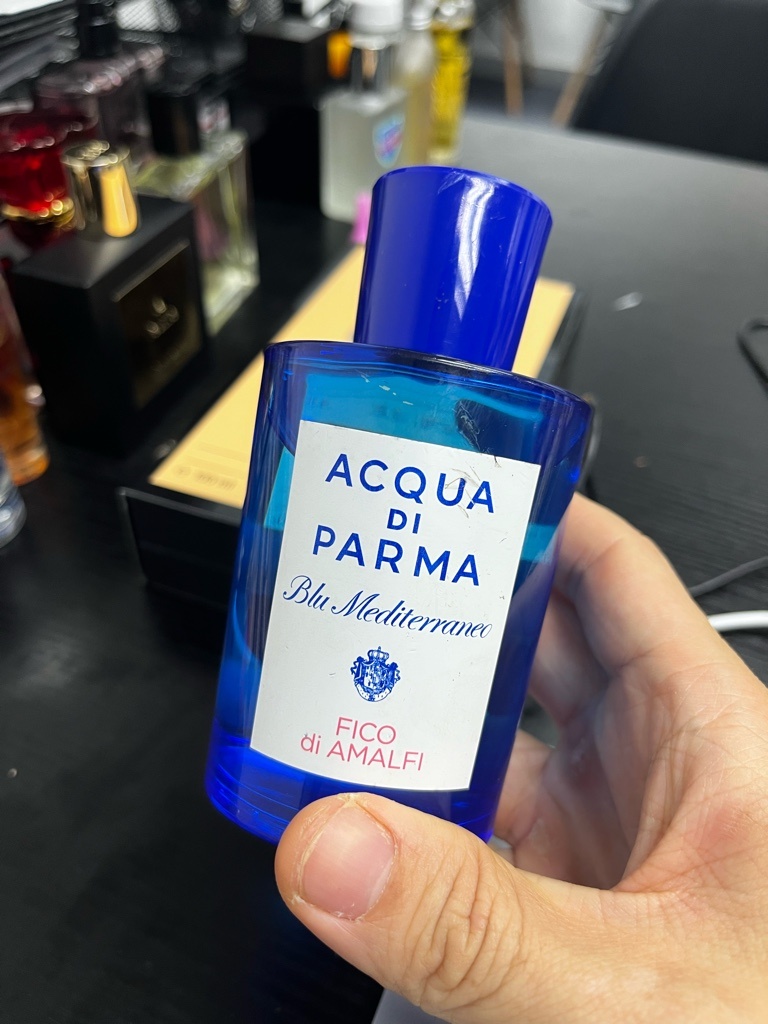 ACQUA
DI
PARMA
Blu Mediterraneo
FICO
di AMALFI